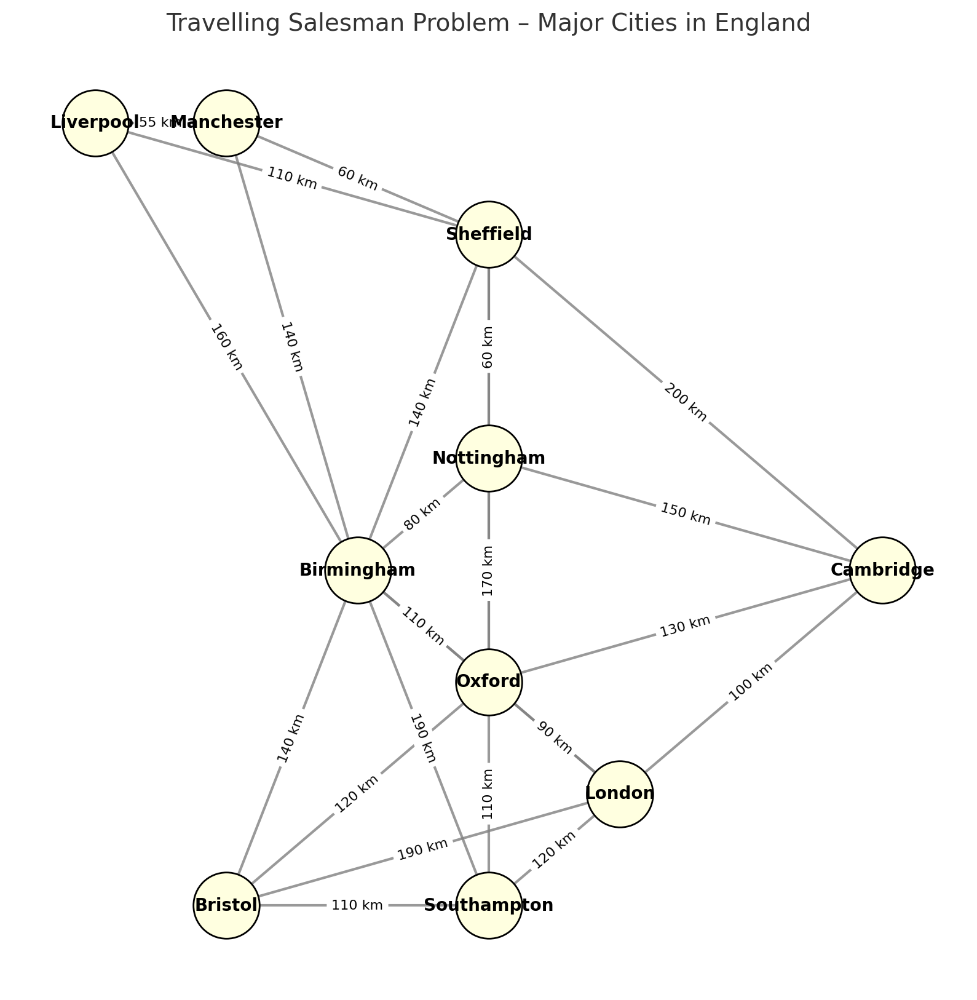 Travelling Salesman Problem – Major Cities in England
Liverpool
55 km
Manchester
110 km
60 km
Sheffield
160 km
140 km
140 km
60 km
200 km
Nottingham
80 km
150 km
170 km
Birmingham
Cambridge
110 km
130 km
Oxford
100 km
140 km
190 km
90 km
120 km
110 km
London
190 km
120 km
Bristol
110 km
Southampton